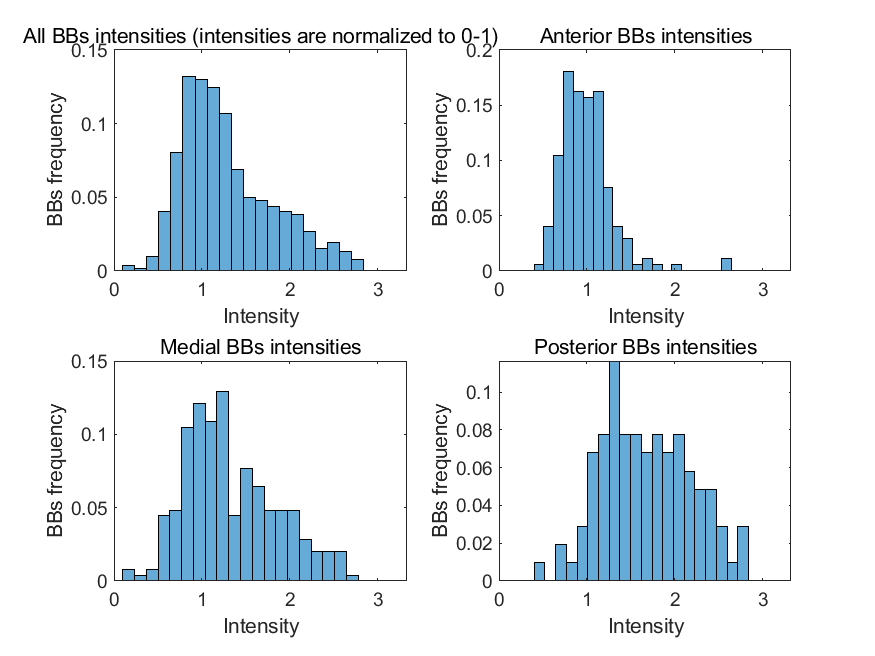 All BBs intensities (intensities are normalized to 0-1)
0.15
0.1
0.05
0
BBs frequency
0 1 2 3
Intensity
Anterior BBs intensities
0.2
0.15
0.1
0.05
0
BBs frequency
0 1 2 3
Intensity
Medial BBs intensities
0.15
0.1
0.05
0
BBs frequency
0 1 2 3
Intensity
Posterior BBs intensities
0.1
0.08
0.06
0.04
0.02
0
BBs frequency
0 1 2 3
Intensity